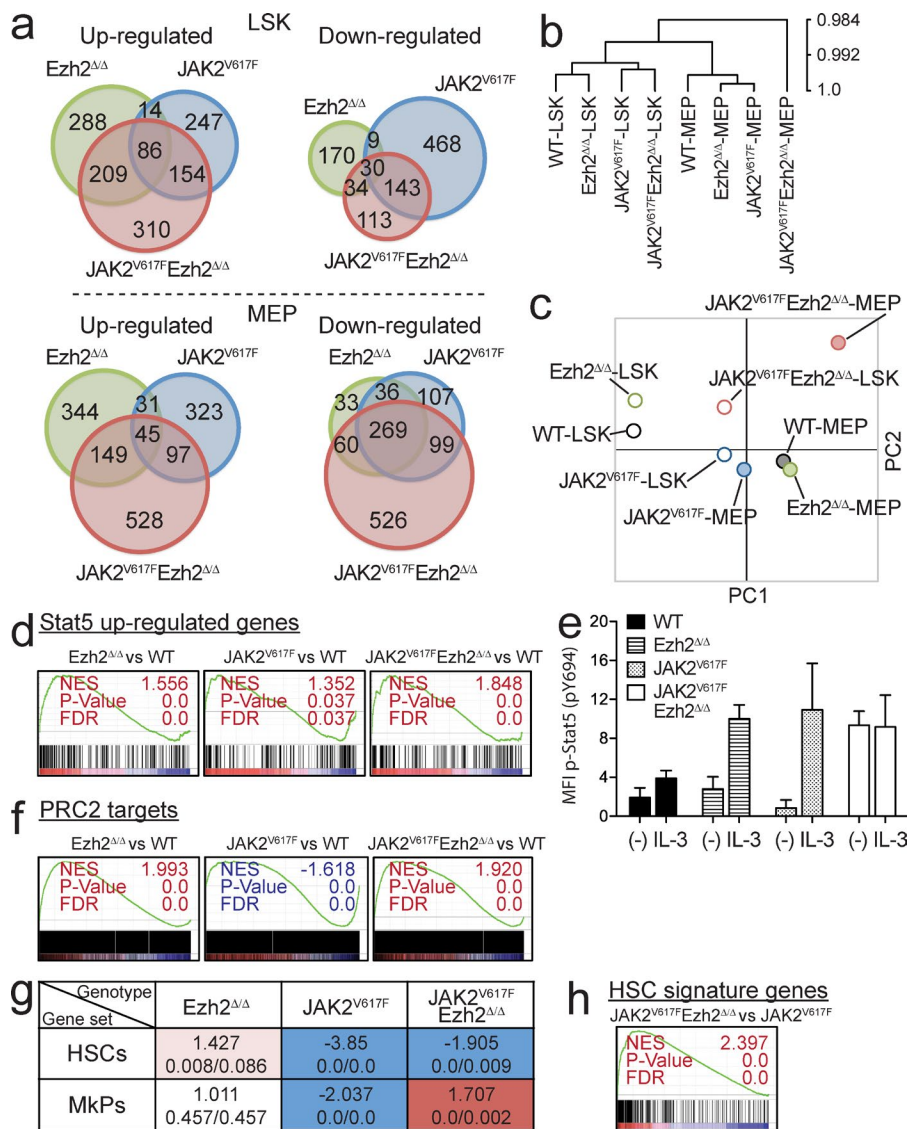 a
LSK
Up-regulated
Down-regulated
Ezh2Δ/Δ
JAK2V617F
288
14
247
86
209
154
310
JAK2V617FEzh2Δ/Δ
Ezh2Δ/Δ
JAK2V617F
170
9
468
30
34
143
113
JAK2V617FEzh2Δ/Δ
MEP
Up-regulated
Down-regulated
Ezh2Δ/Δ
JAK2V617F
344
31
323
45
149
97
528
JAK2V617FEzh2Δ/Δ
Ezh2Δ/Δ
JAK2V617F
33
36
107
269
60
99
526
JAK2V617FEzh2Δ/Δ
b
0.984
0.992
1.0
WT-LSK
Ezh2Δ/Δ-LSK
JAK2V617F-LSK
JAK2V617FEzh2Δ/Δ-LSK
WT-MEP
Ezh2Δ/Δ-MEP
JAK2V617F-MEP
JAK2V617FEzh2Δ/Δ-MEP
c
JAK2V617FEzh2Δ/Δ-MEP
Ezh2Δ/Δ-LSK
JAK2V617FEzh2Δ/Δ-LSK
WT-LSK
WT-MEP
JAK2V617F-LSK
JAK2V617F-MEP
Ezh2Δ/Δ-MEP
PC2
PC1
d Stat5 up-regulated genes
Ezh2Δ/Δ vs WT
NES 1.556
P-Value 0.0
FDR 0.0
JAK2V617F vs WT
NES 1.352
P-Value 0.037
FDR 0.037
JAK2V617FEzh2Δ/Δ vs WT
NES 1.848
P-Value 0.0
FDR 0.0
e
MFI p-Stat5 (pY694)
20
16
12
8
4
0
WT
Ezh2Δ/Δ
JAK2V617F
JAK2V617F
Ezh2Δ/Δ
(-) IL-3 (-) IL-3 (-) IL-3 (-) IL-3
f PRC2 targets
Ezh2Δ/Δ vs WT
NES 1.993
P-Value 0.0
FDR 0.0
JAK2V617F vs WT
NES -1.618
P-Value 0.0
FDR 0.0
JAK2V617FEzh2Δ/Δ vs WT
NES 1.920
P-Value 0.0
FDR 0.0
g
Genotype
Gene set
Ezh2Δ/Δ
JAK2V617F
JAK2V617F
Ezh2Δ/Δ
HSCs
1.427
0.008/0.086
-3.85
0.0/0.0
-1.905
0.0/0.009
MkPs
1.011
0.457/0.457
-2.037
0.0/0.0
1.707
0.0/0.002
h HSC signature genes
JAK2V617FEzh2Δ/Δ vs JAK2V617F
NES 2.397
P-Value 0.0
FDR 0.0